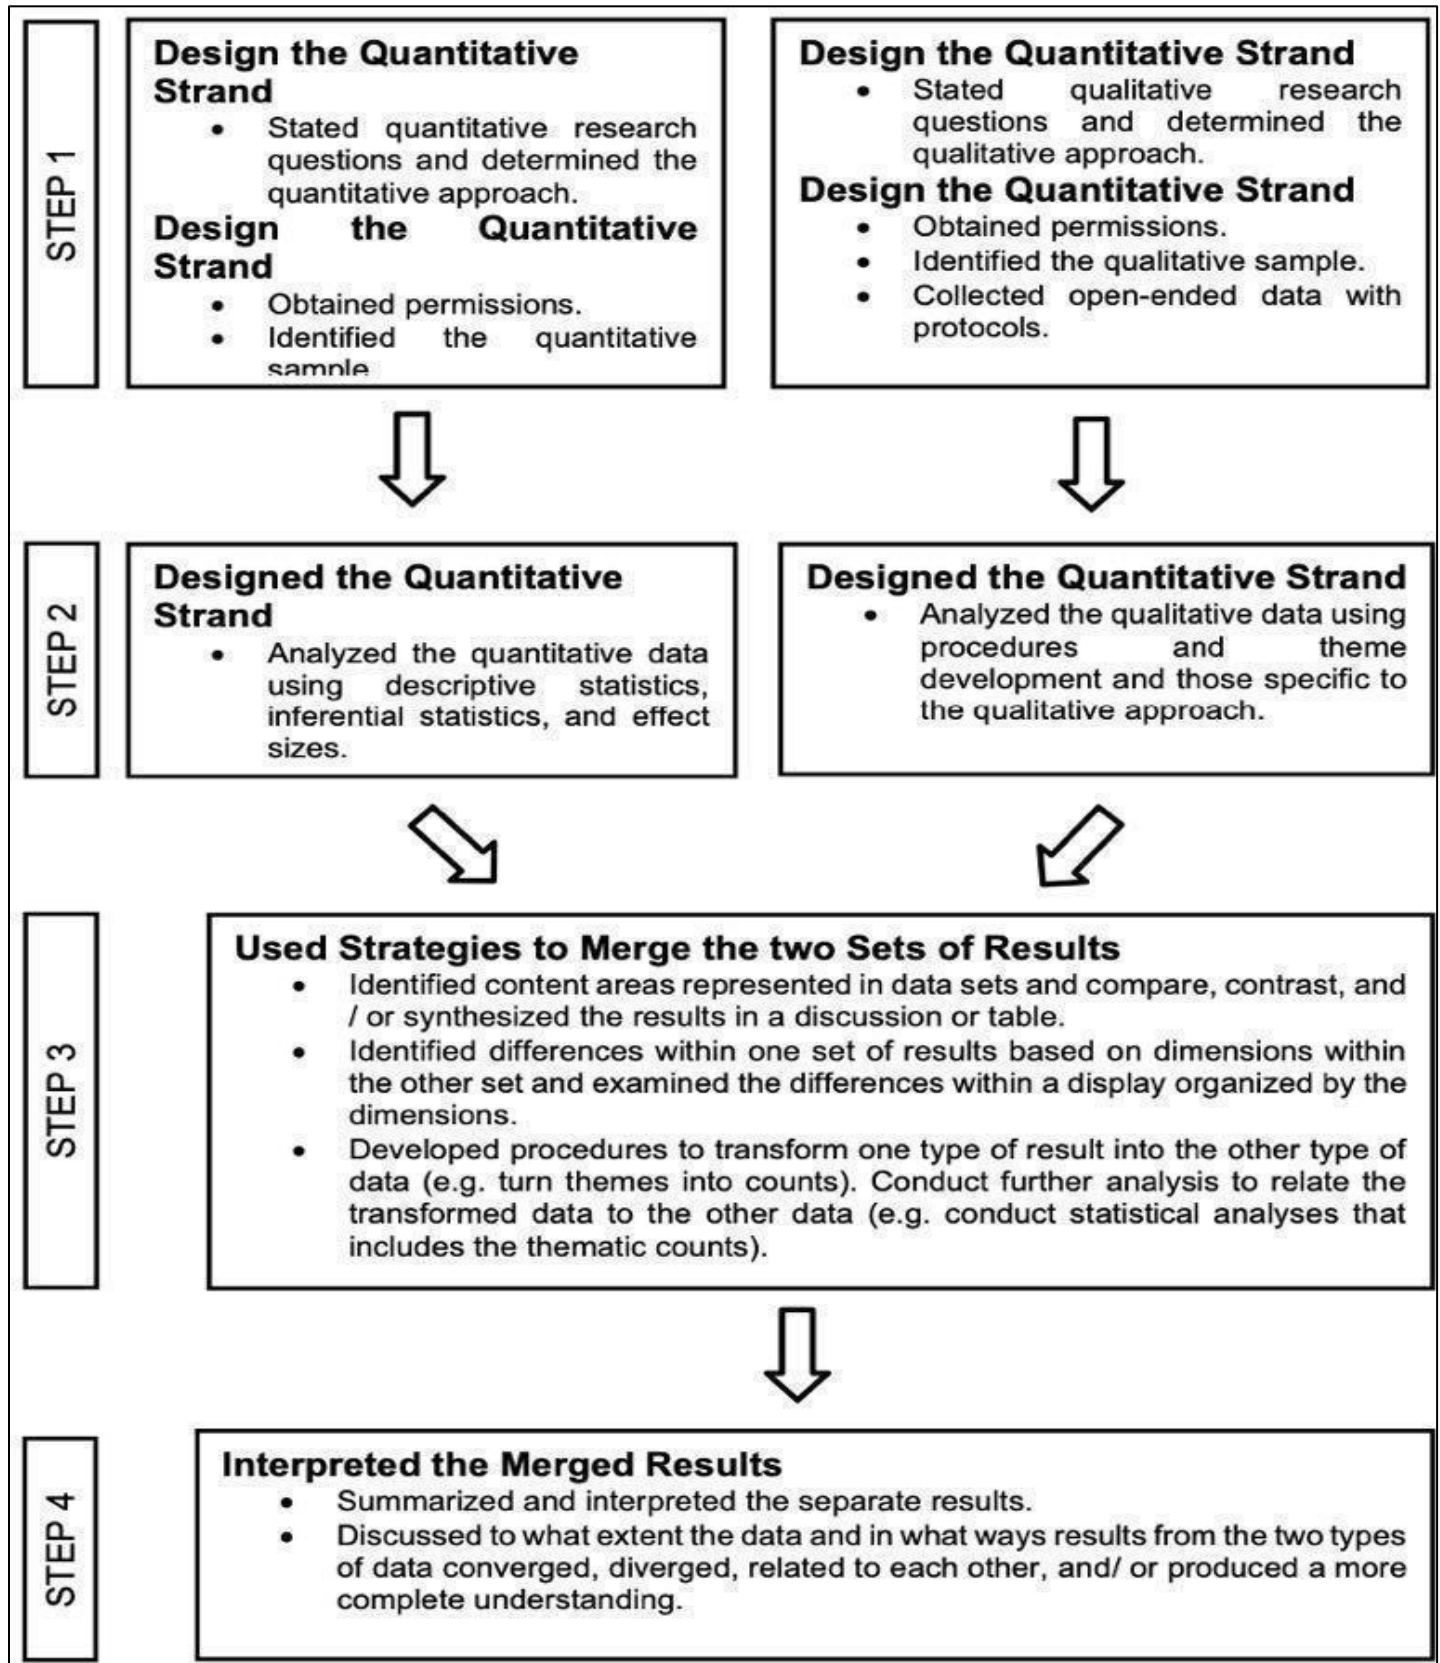 STEP 1
Design the Quantitative
Strand
• Stated quantitative research
questions and determined the
quantitative approach.
Design the Quantitative
Strand
• Obtained permissions.
• Identified the quantitative
sample
Design the Quantitative Strand
• Stated qualitative research
questions and determined the
qualitative approach.
Design the Quantitative Strand
• Obtained permissions.
• Identified the qualitative sample.
• Collected open-ended data with
protocols.
STEP 2
Designed the Quantitative
Strand
• Analyzed the quantitative data
using descriptive statistics,
inferential statistics, and effect
sizes.
Designed the Quantitative Strand
• Analyzed the qualitative data using
procedures and theme
development and those specific to
the qualitative approach.
STEP 3
Used Strategies to Merge the two Sets of Results
• Identified content areas represented in data sets and compare, contrast, and
/ or synthesized the results in a discussion or table.
• Identified differences within one set of results based on dimensions within
the other set and examined the differences within a display organized by the
dimensions.
• Developed procedures to transform one type of result into the other type of
data (e.g. turn themes into counts). Conduct further analysis to relate the
transformed data to the other data (e.g. conduct statistical analyses that
includes the thematic counts).
STEP 4
Interpreted the Merged Results
• Summarized and interpreted the separate results.
• Discussed to what extent the data and in what ways results from the two types
of data converged, diverged, related to each other, and/ or produced a more
complete understanding.